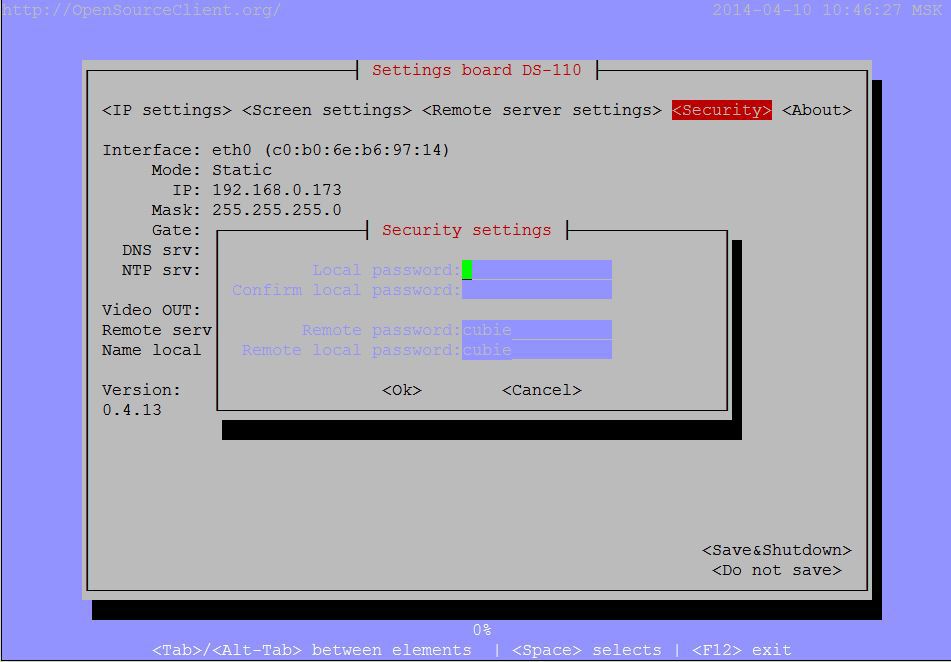 http://OpenSourceClient.org/ 2014-04-10 10:46:27 MSK
Settings board DS-110
<IP settings> <Screen settings> <Remote server settings> <Security> <About>
Interface: eth0 (c0:b0:6e:b6:97:14)
Mode: Static
IP: 192.168.0.173
Mask: 255.255.255.0
Gate:
DNS srv:
NTP srv:
Video OUT:
Remote serv
Name local
Version:
0.4.13
Security settings
Local password:
Confirm local password:
Remote password:cubie
Remote local password:cubie
<Ok> <Cancel>
<Save&Shutdown>
<Do not save>
0%
<Tab>/<Alt-Tab> between elements | <Space> selects | <F12> exit